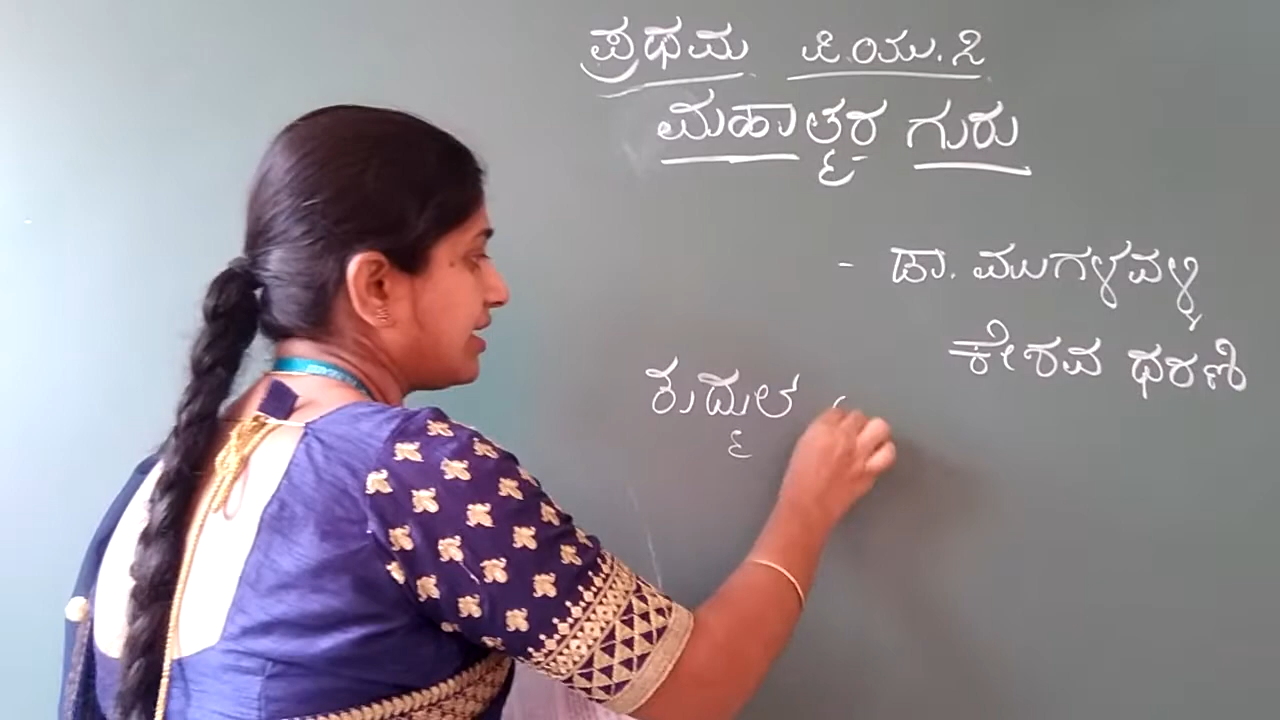 ಪ್ರಥಮ ಪಿ.ಯು.ಸಿ
ಮಹಾತ್ಮರ ಗುರು
- ಡಾ. ಮುಗಳವಳ್ಳಿ
ಕೇಶವ ಧರಣಿ